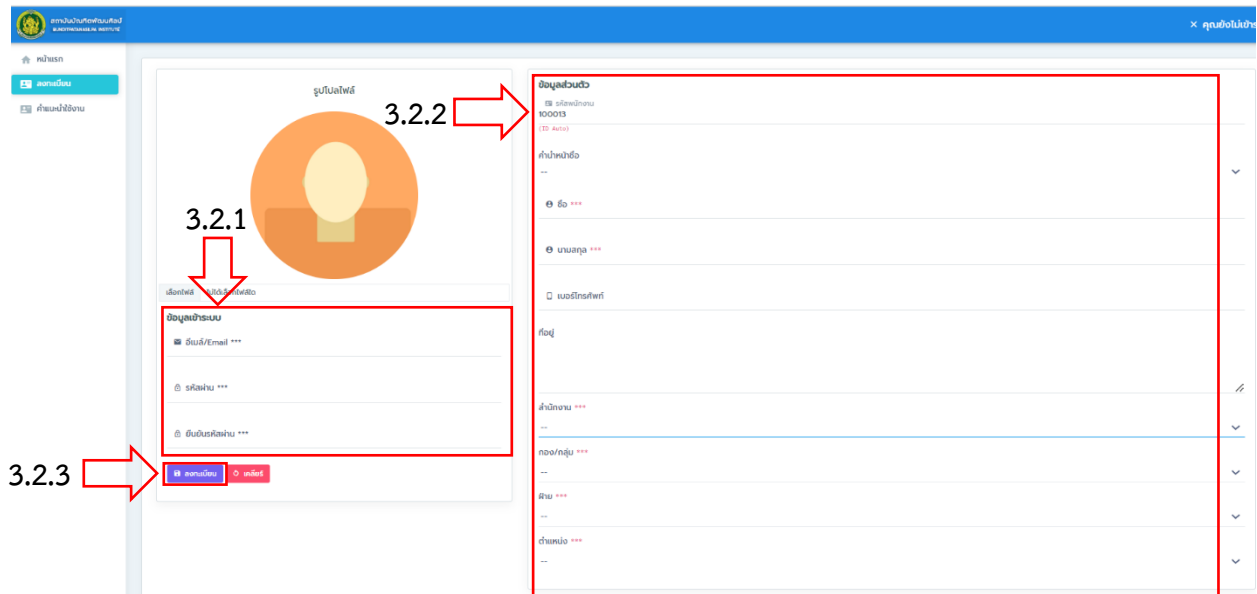 สถาบันบัณฑิตพัฒนศิลป์
BUNDITPATANASILPA INSTITUTE
× คุณยังไม่เข้าร
หน้าแรก
ลงทะเบียน
คำแนะนำใช้งาน
รูปโปลไฟล์
3.2.1
เลือกไฟล์
ข้อมูลเข้าระบบ
อีเมล์/Email ***
รหัสผ่าน ***
ยืนยันรหัสผ่าน ***
3.2.3
ลงทะเบียน
เคลียร์
3.2.2
ข้อมูลส่วนตัว
รหัสพนักงาน
100013
(ID Auto)
คำนำหน้าชื่อ
--
ชื่อ ***
นามสกุล ***
เบอร์โทรศัพท์
ที่อยู่
สำนักงาน ***
--
กอง/กลุ่ม ***
--
ฝ่าย ***
--
ตำแหน่ง ***
--